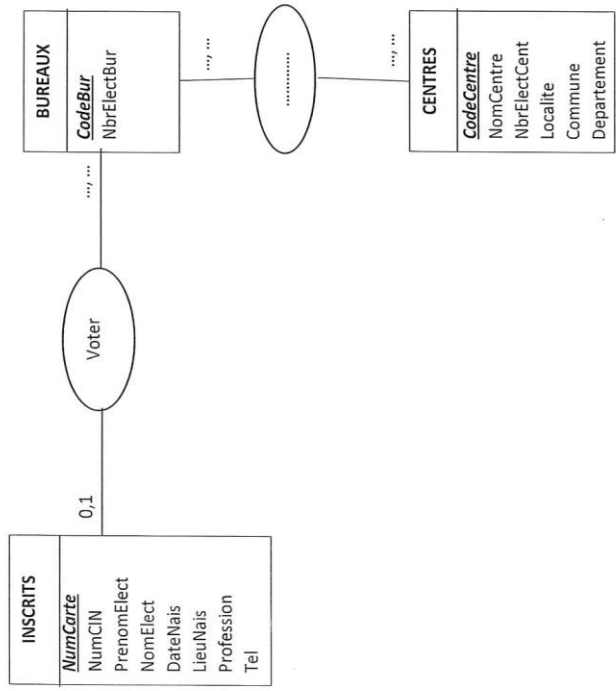 INSCRITS
NumCarte
NumCIN
PrenomElect
NomElect
DateNais
LieuNais
Profession
Tel
0,1
Voter
..., ...
BUREAUX
CodeBur
NbrElectBur
..., ...
...............
..., ...
CENTRES
CodeCentre
NomCentre
NbrElectCent
Localite
Commune
Departement